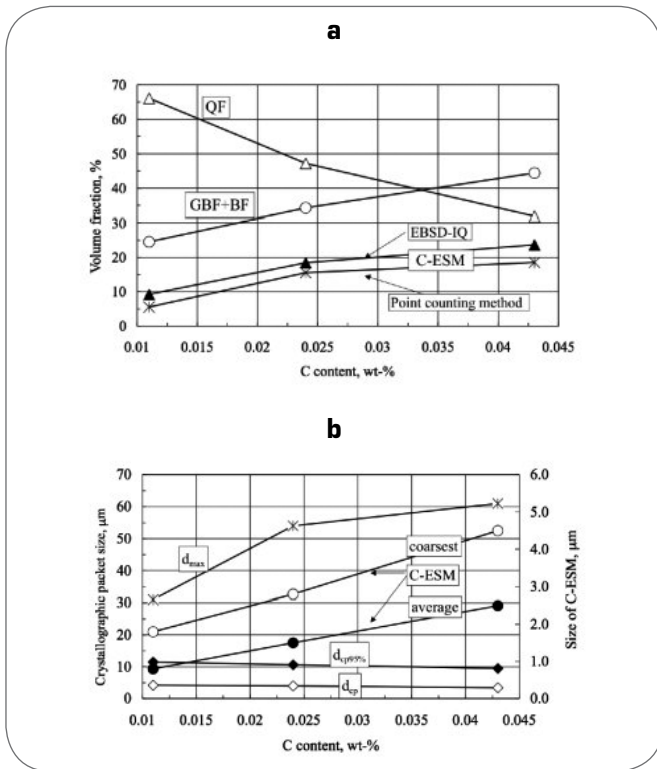 a
70
60
50
40
30
20
10
0
Volume fraction, %
QF
GBF+BF
EBSD-IQ
C-ESM
Point counting method
0.01 0.015 0.02 0.025 0.03 0.035 0.04 0.045
C content, wt-%
b
70
60
50
40
30
20
10
0
Crystallographic packet size, μm
6.0
5.0
4.0
3.0
2.0
1.0
0.0
Size of C-ESM, μm
dmax
coarsest
C-ESM
average
dcp95%
dcp
0.01 0.015 0.02 0.025 0.03 0.035 0.04 0.045
C content, wt-%